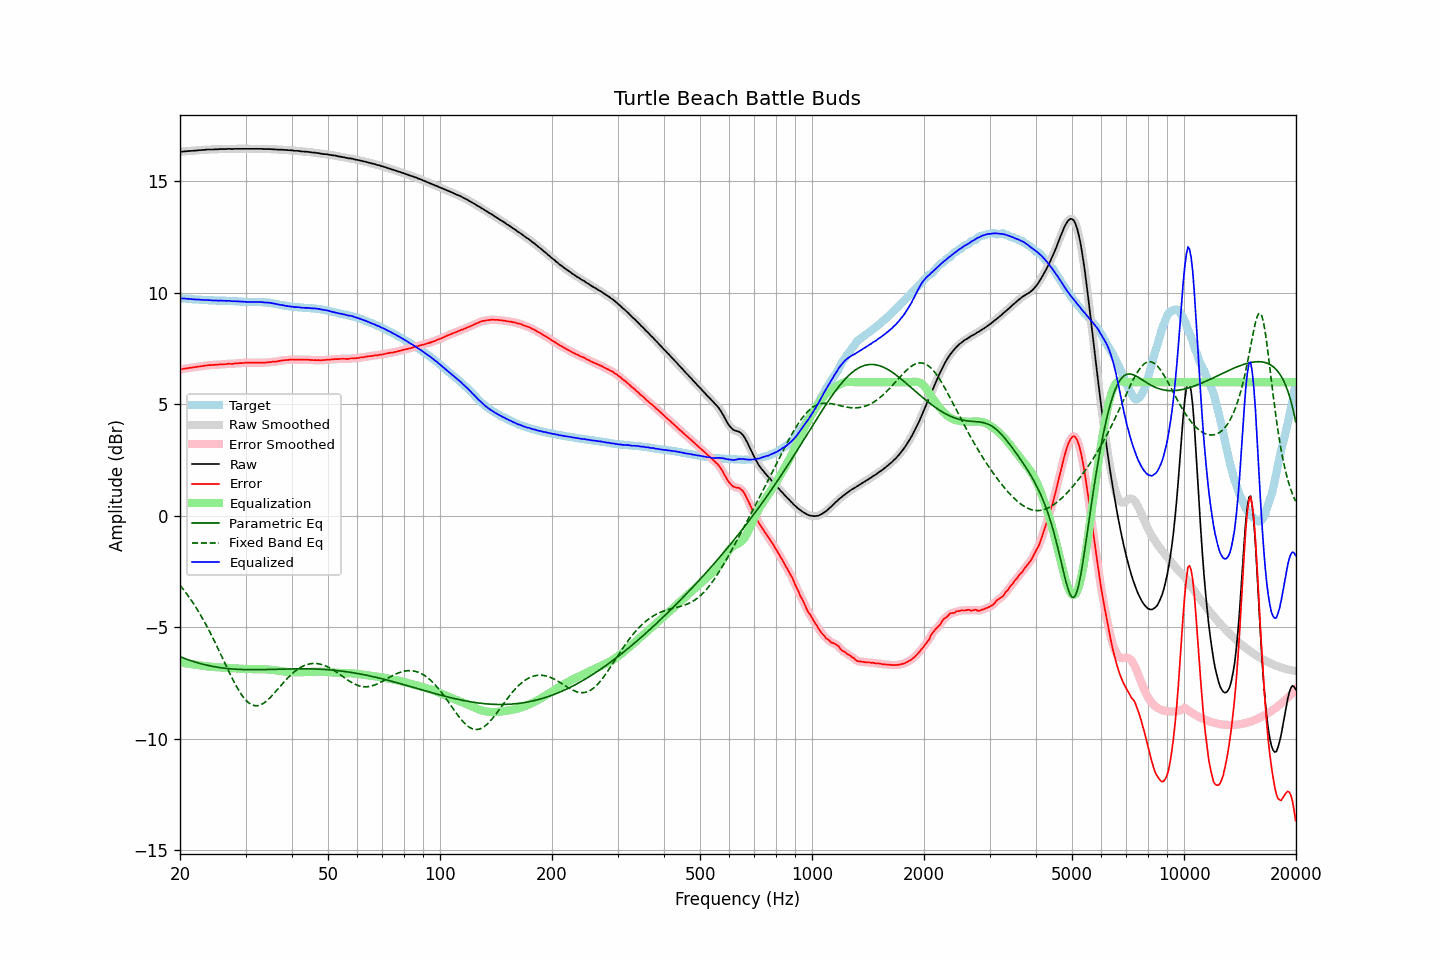 Turtle Beach Battle Buds
Amplitude (dBr)
15
10
5
0
−5
−10
−15
Target
Raw Smoothed
Error Smoothed
Raw
Error
Equalization
Parametric Eq
Fixed Band Eq
Equalized
20 50 100 200 500 1000 2000 5000 10000 20000
Frequency (Hz)